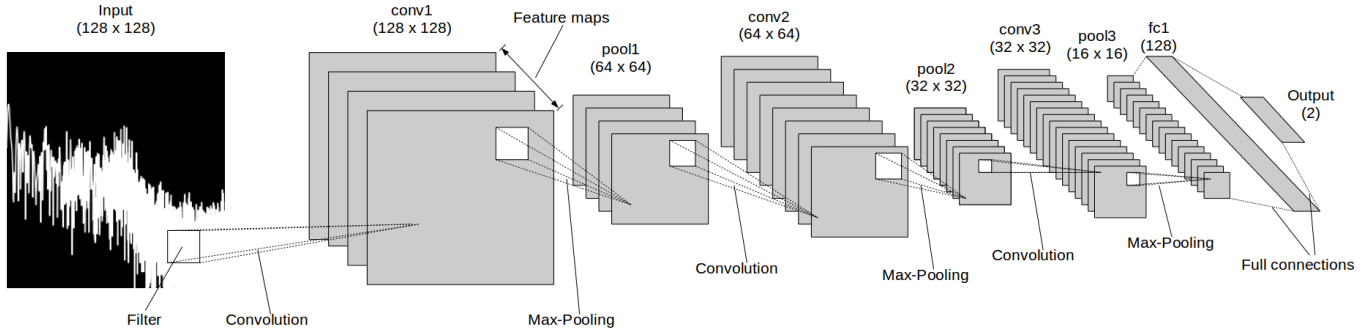 Input
(128 x 128)
conv1
(128 x 128)
Feature maps
pool1
(64 x 64)
conv2
(64 x 64)
pool2
(32 x 32)
conv3
(32 x 32)
pool3
(16 x 16)
fc1
(128)
Output
(2)
Filter
Convolution
Max-Pooling
Convolution
Max-Pooling
Convolution
Max-Pooling
Full connections